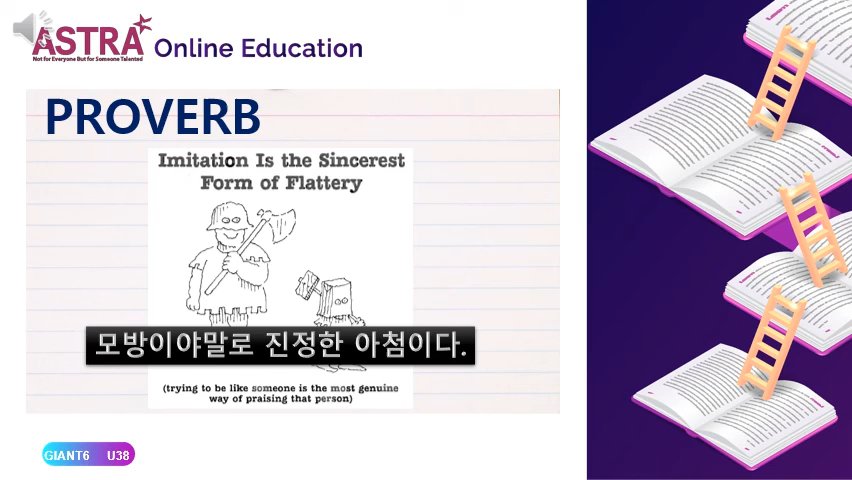 ASTRA
Not for Everyone But for Someone Talented
Online Education
PROVERB
Imitation Is the Sincerest
Form of Flattery
모방이야말로 진정한 아첨이다.
(trying to be like someone is the most genuine
way of praising that person)
GIANT6 U38